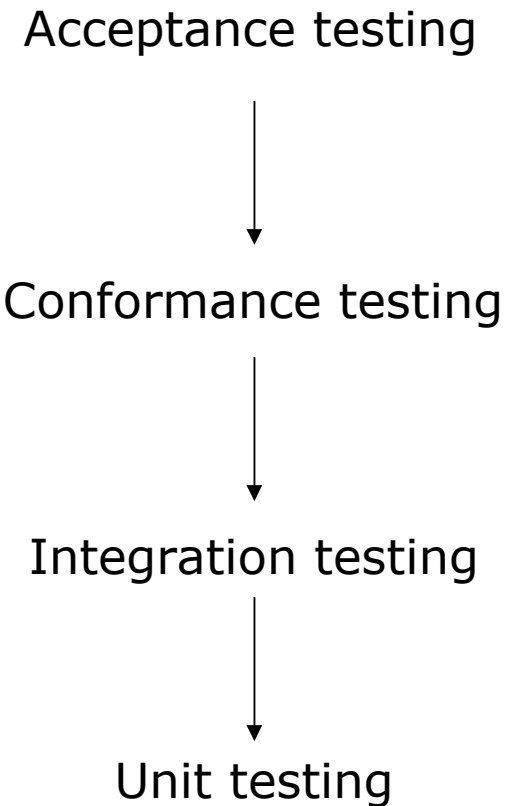 Acceptance testing
Conformance testing
Integration testing
Unit testing